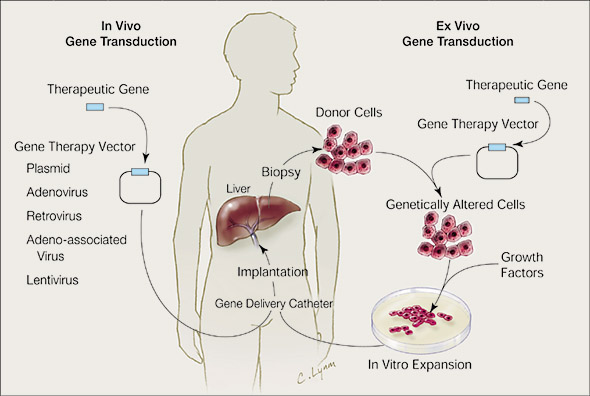 In Vivo
Gene Transduction
Therapeutic Gene
Gene Therapy Vector
Plasmid
Adenovirus
Retrovirus
Adeno-associated
Virus
Lentivirus
Liver
Biopsy
Implantation
Gene Delivery Catheter
Donor Cells
Ex Vivo
Gene Transduction
Therapeutic Gene
Gene Therapy Vector
Genetically Altered Cells
Growth
Factors
In Vitro Expansion
C. Lynm